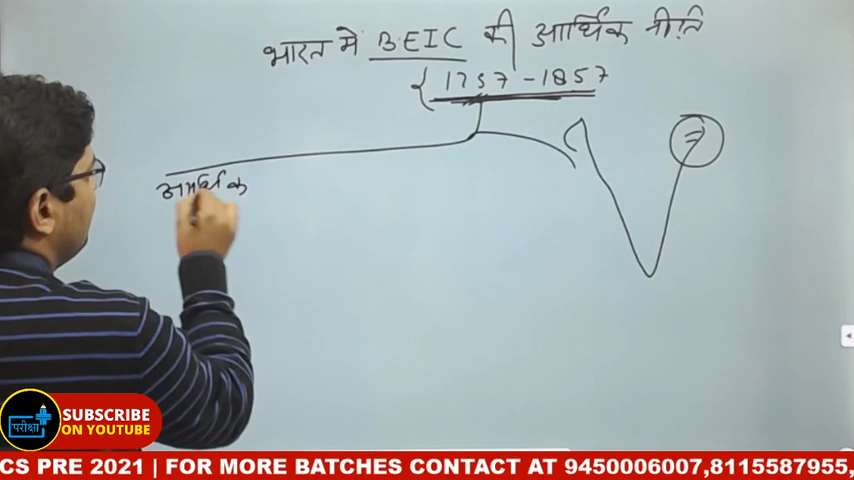 भारत मे BEIC की आर्थिक नीति
{1757-1857
आर्थिक
परीक्षा
SUBSCRIBE
ON YOUTUBE
CS PRE 2021 | FOR MORE BATCHES CONTACT AT 9450006007,8115587955,